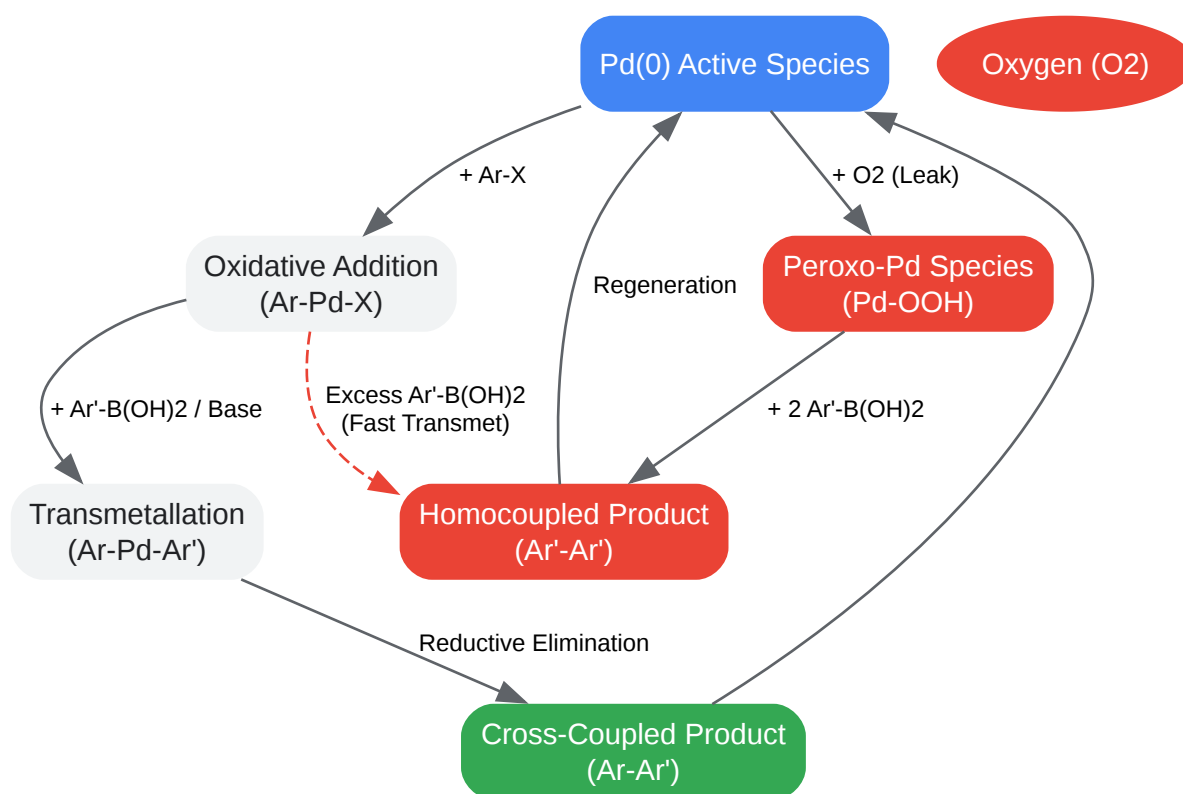 Pd(0) Active Species
Oxygen (O2)
+ Ar-X
+ O2 (Leak)
Oxidative Addition
(Ar-Pd-X)
Regeneration
Peroxo-Pd Species
(Pd-OOH)
+ Ar'-B(OH)2 / Base
Excess Ar'-B(OH)2
(Fast Transmet)
+ 2 Ar'-B(OH)2
Transmetallation
(Ar-Pd-Ar')
Homocoupled Product
(Ar'-Ar')
Reductive Elimination
Cross-Coupled Product
(Ar-Ar')